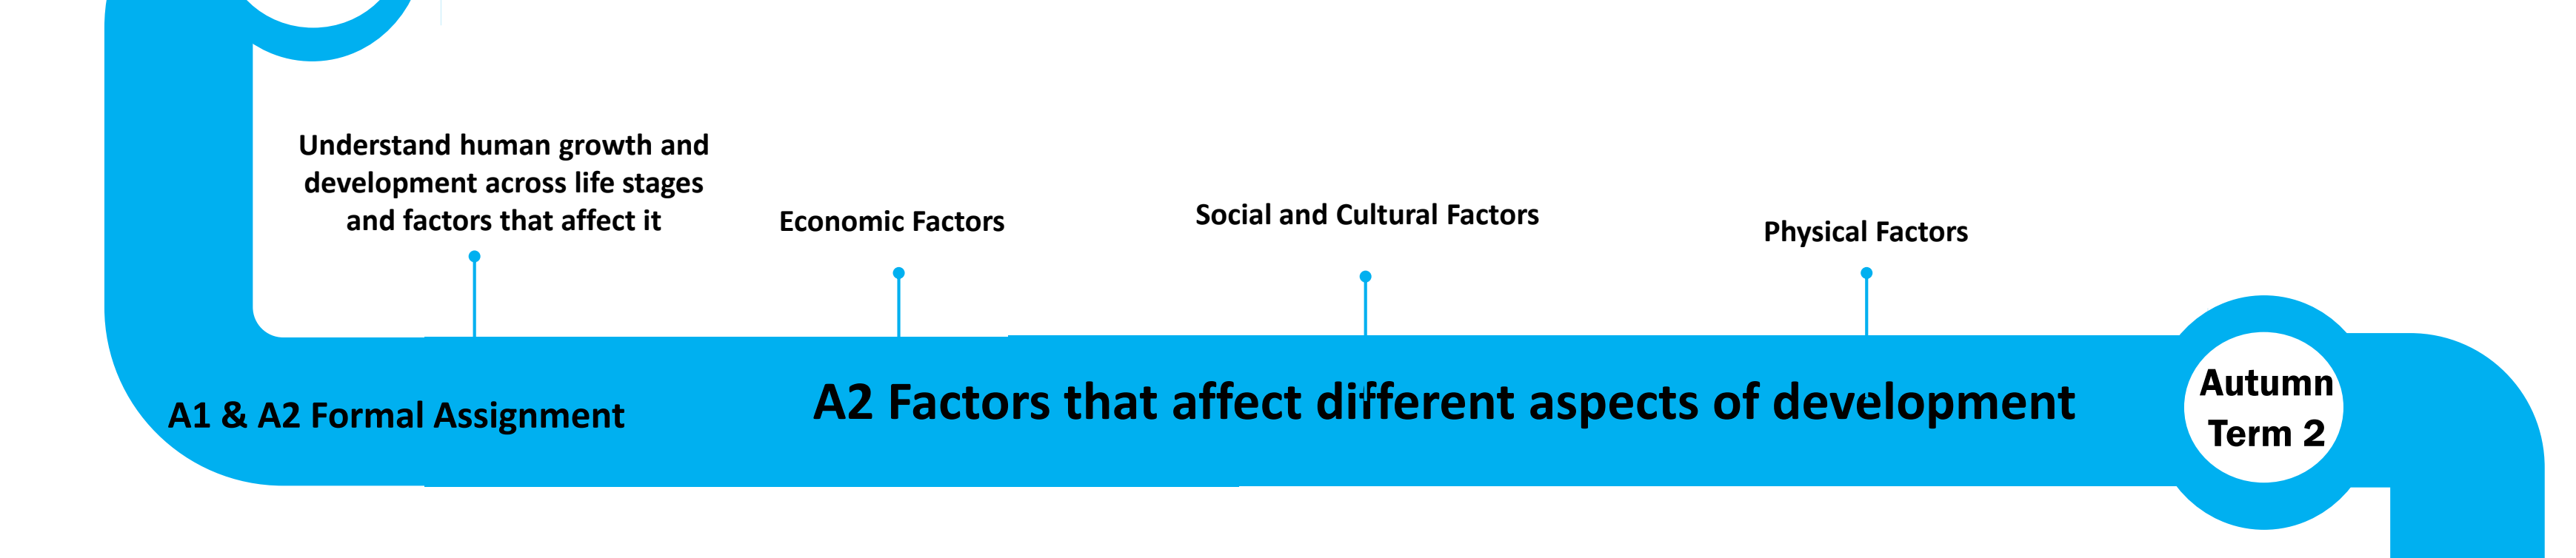 Understand human growth and
development across life stages
and factors that affect it
Economic Factors
Social and Cultural Factors
Physical Factors
A1 & A2 Formal Assignment
A2 Factors that affect different aspects of development
Autumn
Term 2